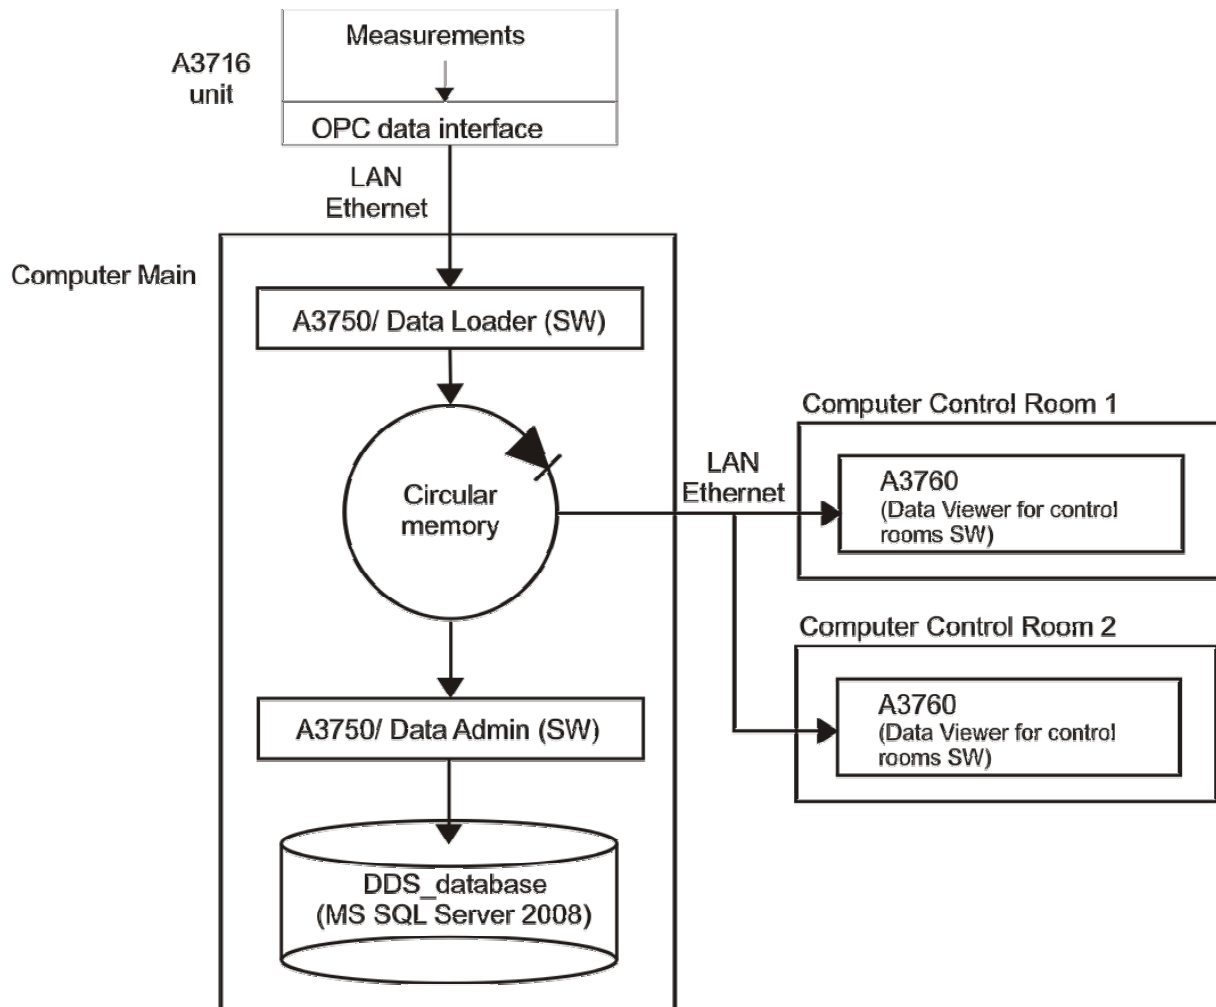 Measurements
A3716
unit
OPC data interface
LAN
Ethernet
Computer Main
A3750/ Data Loader (SW)
Circular
memory
LAN
Ethernet
Computer Control Room 1
A3760
(Data Viewer for control
rooms SW)
Computer Control Room 2
A3760
(Data Viewer for control
rooms SW)
A3750/ Data Admin (SW)
DDS_database
(MS SQL Server 2008)